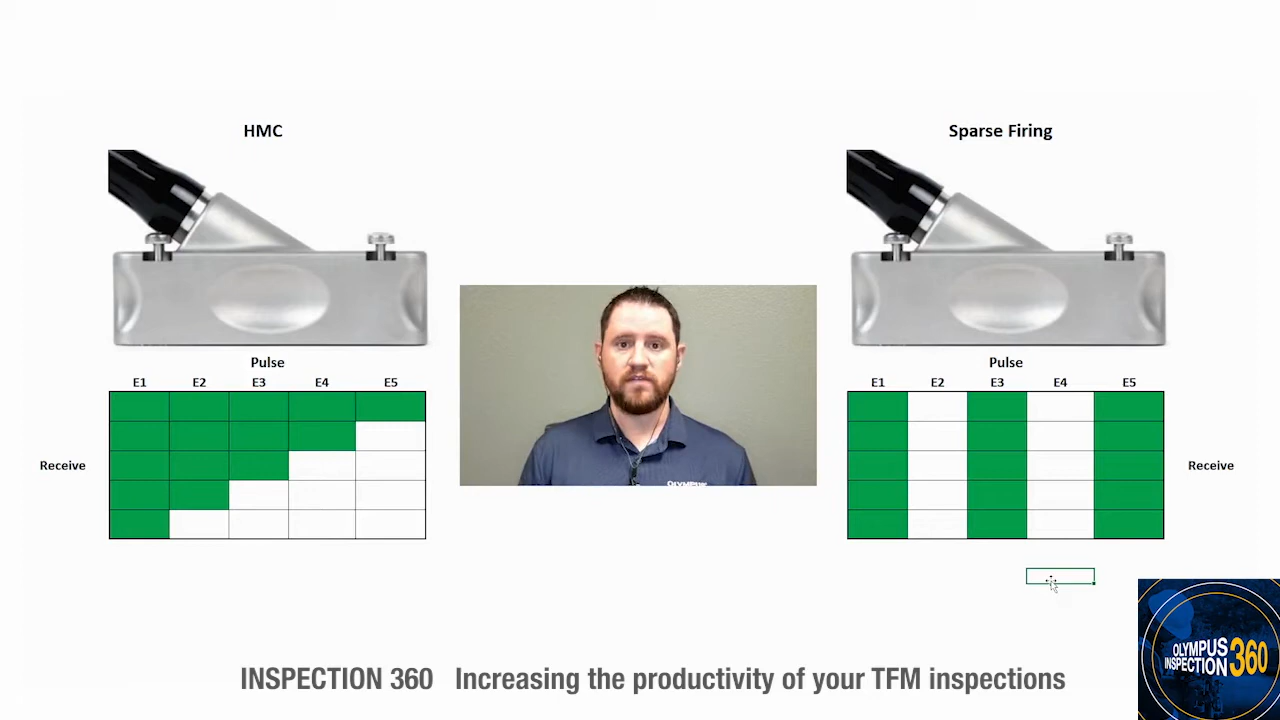 HMC
Sparse Firing
Pulse
E1 E2 E3 E4 E5
Receive
Pulse
E1 E2 E3 E4 E5
Receive
OLYMPUS
INSPECTION 360 Increasing the productivity of your TFM inspections
OLYMPUS
INSPECTION 360